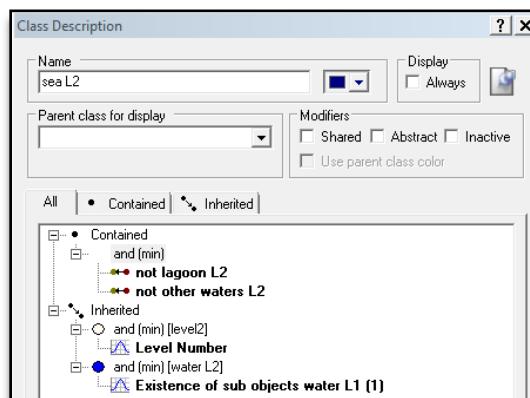 Class Description
Name
sea L2
Display
Always
Parent class for display
Modifiers
Shared Abstract Inactive
Use parent class color
All Contained Inherited
Contained
and (min)
not lagoon L2
not other waters L2
Inherited
and (min) [level2]
Level Number
and (min) [water L2]
Existence of sub objects water L1 (1)